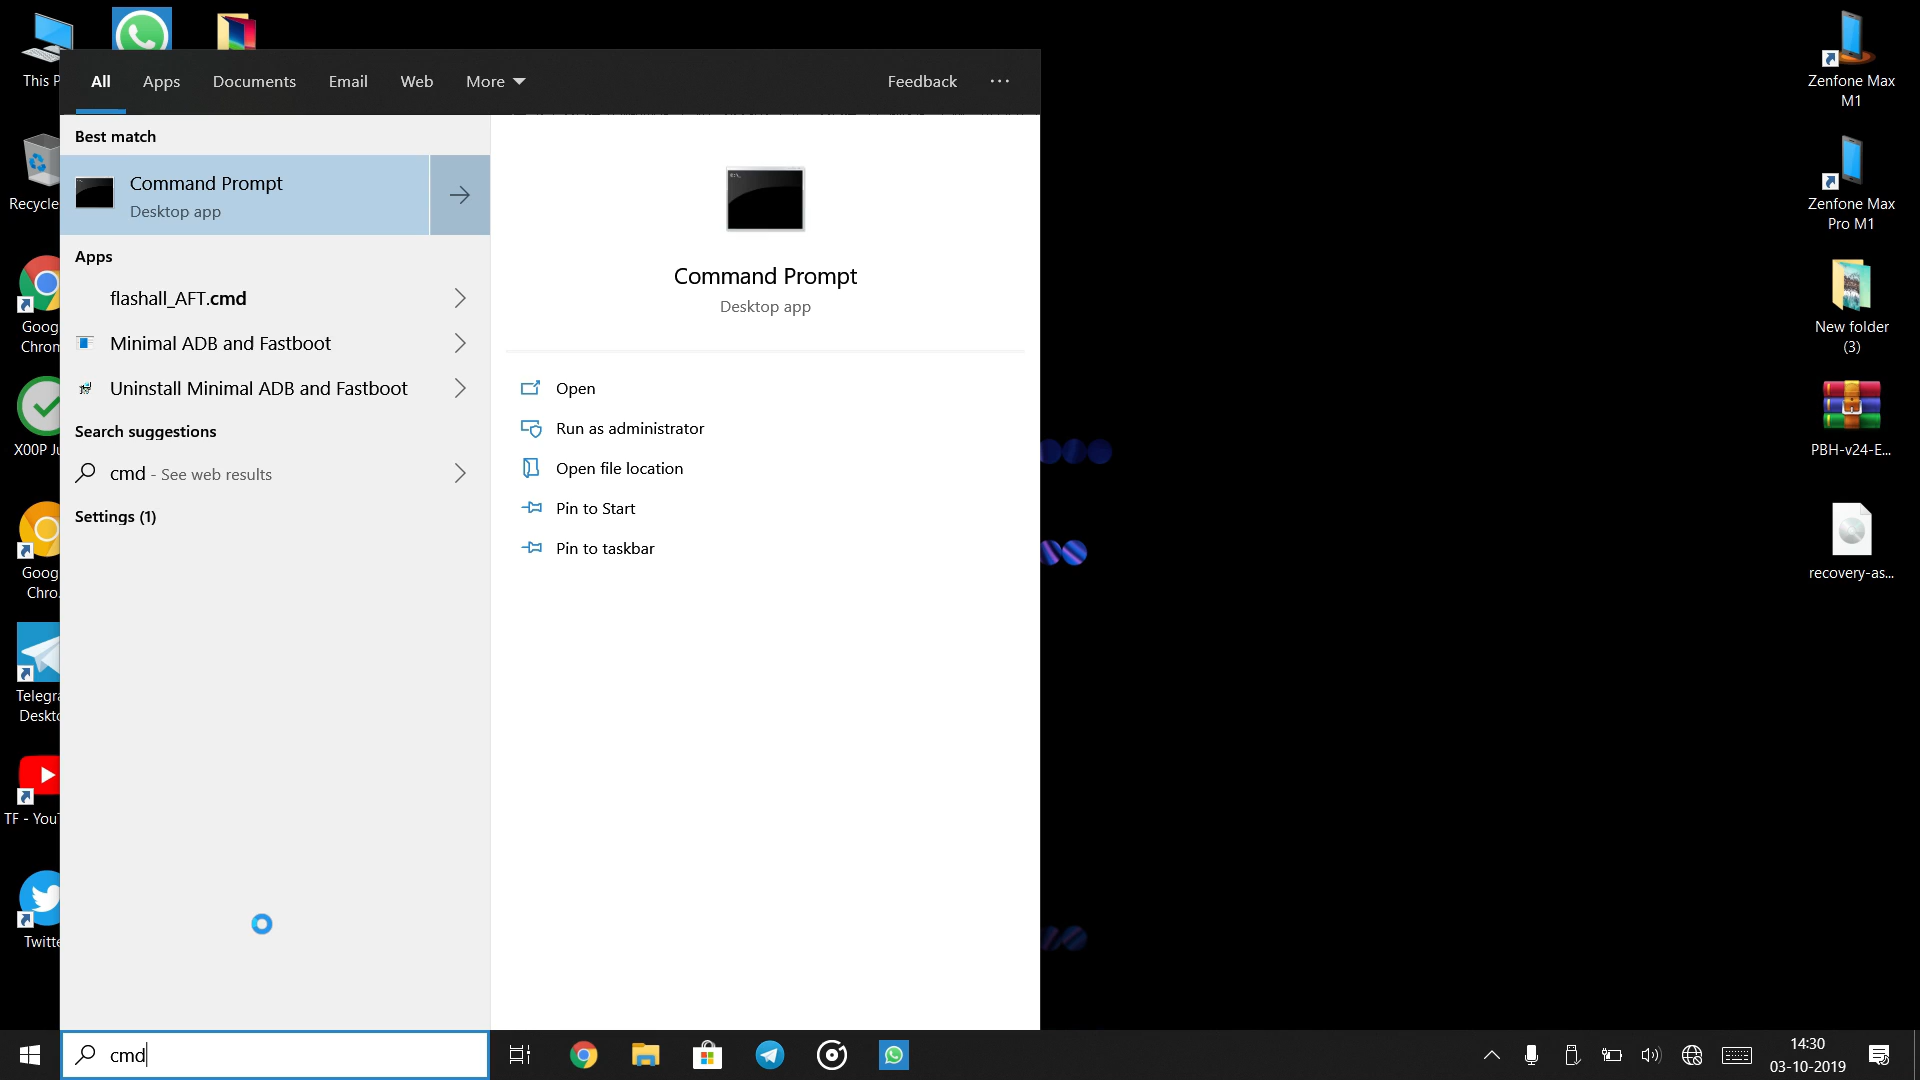 This P
All
Apps
Documents
Email
Web
More
Feedback
Best match
Command Prompt
Desktop app
Apps
flashall_AFT.cmd
Minimal ADB and Fastboot
Uninstall Minimal ADB and Fastboot
Search suggestions
cmd - See web results
Settings (1)
Command Prompt
Desktop app
Open
Run as administrator
Open file location
Pin to Start
Pin to taskbar
Recycle
Goog
Chrom
X00P Ju
Goog
Chro.
Telegra
Deskto
TF - YouT
Twitte
Zenfone Max
M1
Zenfone Max
Pro M1
New folder
(3)
PBH-v24-E...
recovery-as...
cmd
14:30
03-10-2019